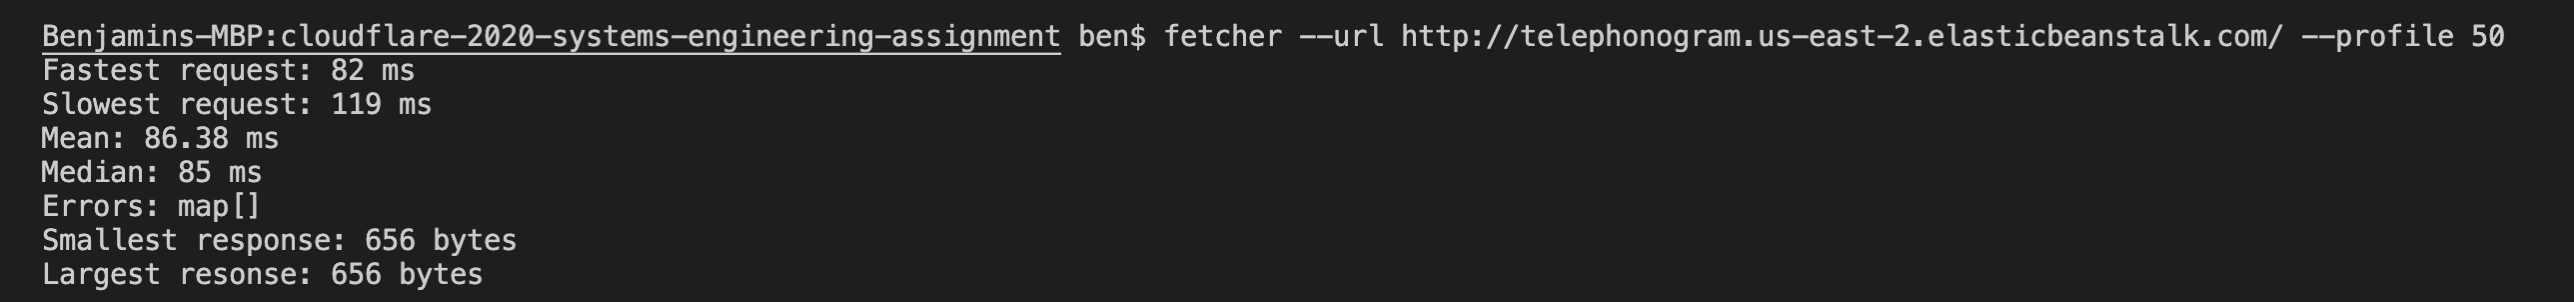 Benjamins-MBP:cloudflare-2020-systems-engineering-assignment ben$ fetcher --url http://telephonogram.us-east-2.elasticbeanstalk.com/ --profile 50
Fastest request: 82 ms
Slowest request: 119 ms
Mean: 86.38 ms
Median: 85 ms
Errors: map[]
Smallest response: 656 bytes
Largest resonse: 656 bytes